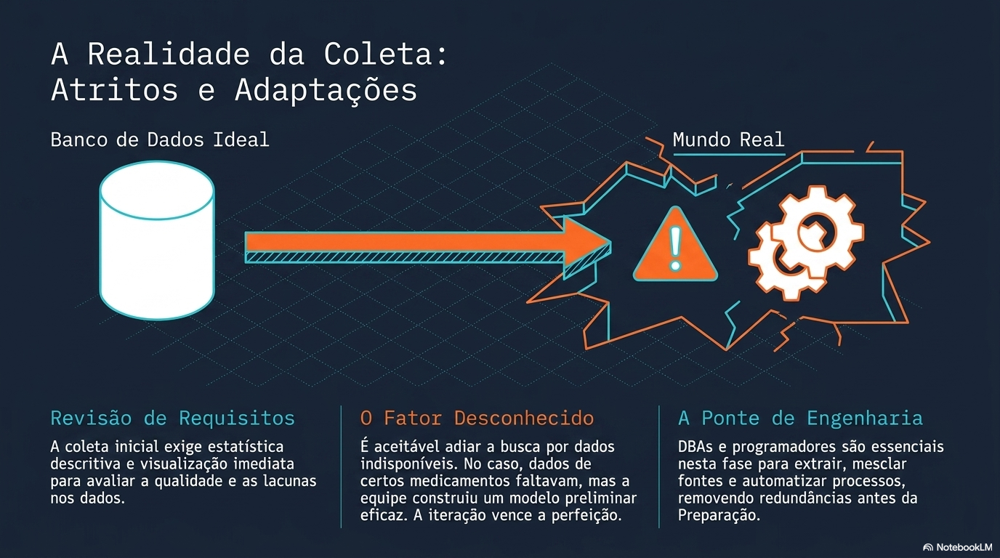 A Realidade da Coleta:
Atritos e Adaptações
Banco de Dados Ideal
Mundo Real
Revisão de Requisitos
A coleta inicial exige estatística
descritiva e visualização imediata
para avaliar a qualidade e as lacunas
nos dados.
O Fator Desconhecido
É aceitável adiar a busca por dados
indisponíveis. No caso, dados de
certos medicamentos faltavam, mas a
equipe construiu um modelo preliminar
eficaz. A iteração vence a perfeição.
A Ponte de Engenharia
DBAs e programadores são essenciais
nesta fase para extrair, mesclar
fontes e automatizar processos,
removendo redundâncias antes da
Preparação.
NotebookLM